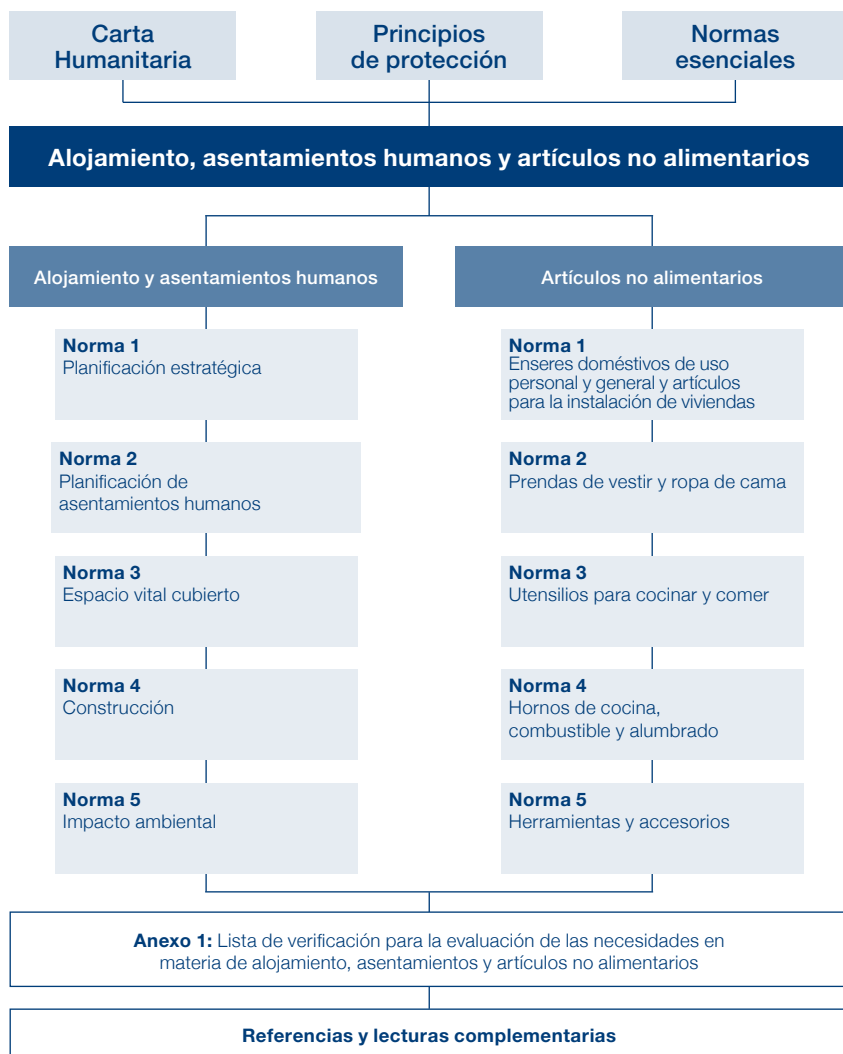 Carta
Humanitaria
Principios
de protección
Normas
esenciales
Alojamiento, asentamientos humanos y artículos no alimentarios
Alojamiento y asentamientos humanos
Norma 1
Planificación estratégica
Norma 2
Planificación de
asentamientos humanos
Norma 3
Espacio vital cubierto
Norma 4
Construcción
Norma 5
Impacto ambiental
Artículos no alimentarios
Norma 1
Enseres doméstivos de uso
personal y general y artículos
para la instalación de viviendas
Norma 2
Prendas de vestir y ropa de cama
Norma 3
Utensilios para cocinar y comer
Norma 4
Hornos de cocina,
combustible y alumbrado
Norma 5
Herramientas y accesorios
Anexo 1: Lista de verificación para la evaluación de las necesidades en
materia de alojamiento, asentamientos y artículos no alimentarios
Referencias y lecturas complementarias